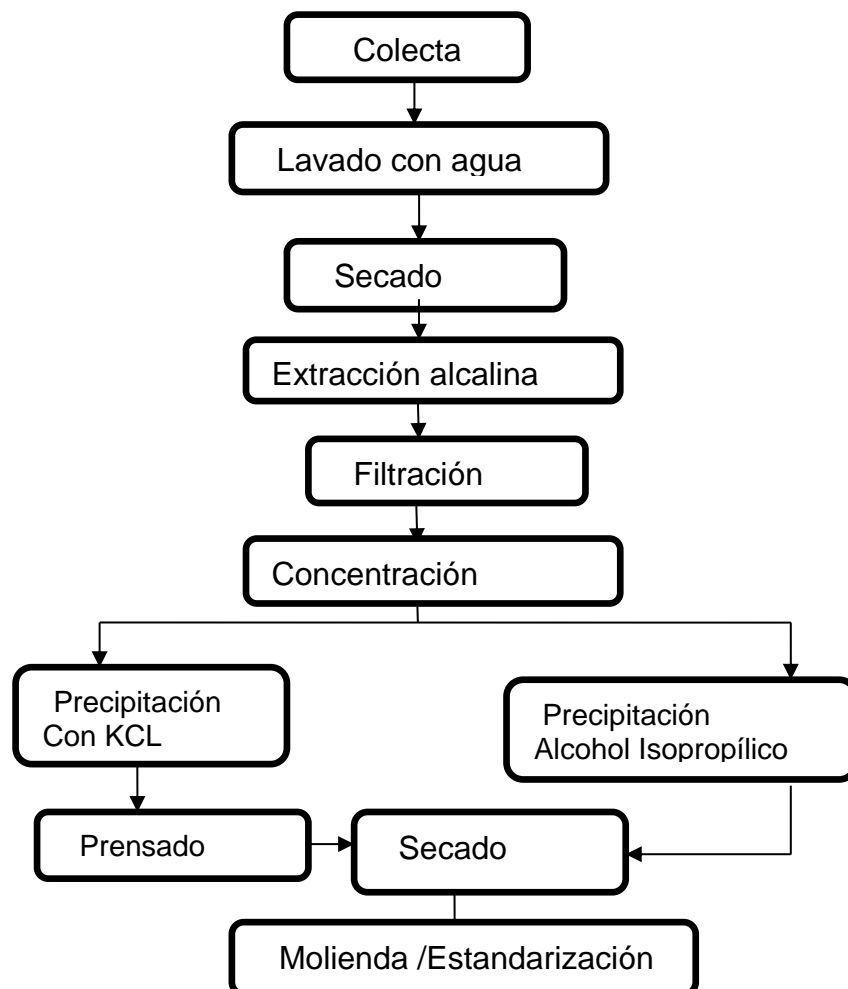 Colecta
Lavado con agua
Secado
Extracción alcalina
Filtración
Concentración
Precipitación
Con KCL
Precipitación
Alcohol Isopropílico
Prensado
Secado
Molienda /Estandarización